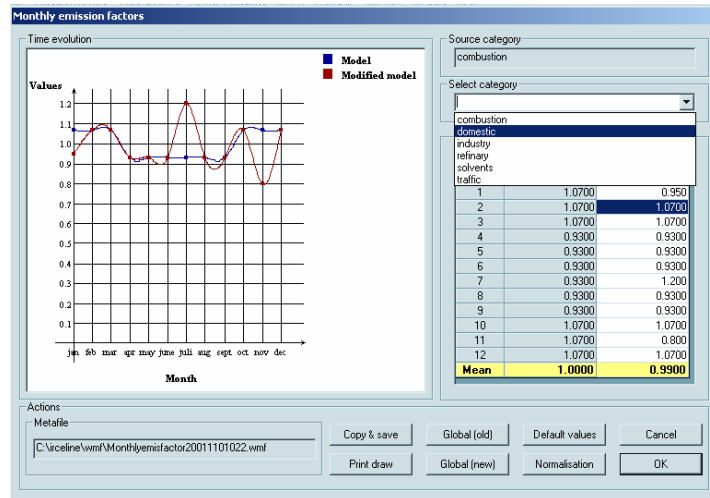 Monthly emission factors
Time evolution
Model
Modified model
Values
1.2
1.1
1.0
0.9
0.8
0.7
0.6
0.5
0.4
0.3
0.2
0.1
jan feb mar apr may june juli aug sept oct nov dec
Month
Source category
combustion
Select category
combustion
domestic
industry
refinary
solvents
traffic
1 1.0700 0.950
2 1.0700 1.0700
3 1.0700 1.0700
4 0.9300 0.9300
5 0.9300 0.9300
6 0.9300 0.9300
7 0.9300 1.200
8 0.9300 0.9300
9 0.9300 0.9300
10 1.0700 1.0700
11 1.0700 0.800
12 1.0700 1.0700
Mean 1.0000 0.9900
Actions
Metafile
C:\irceline\wmf\Monthlyemisfactor20011101022.wmf
Copy & save Global (old) Default values Cancel
Print draw Global (new) Normalisation OK